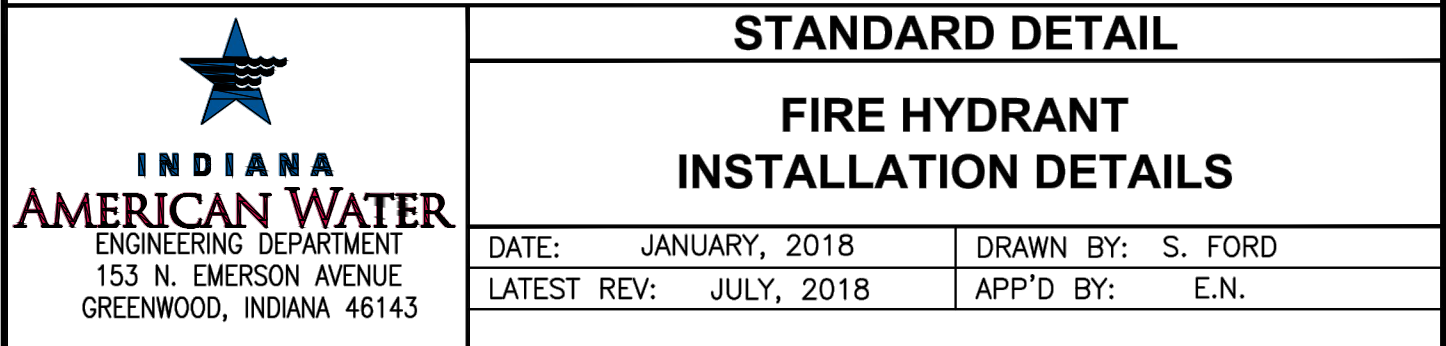 INDIANA
AMERICAN WATER
ENGINEERING DEPARTMENT
153 N. EMERSON AVENUE
GREENWOOD, INDIANA 46143
STANDARD DETAIL
FIRE HYDRANT
INSTALLATION DETAILS
DATE: JANUARY, 2018
DRAWN BY: S. FORD
LATEST REV: JULY, 2018
APP'D BY: E.N.